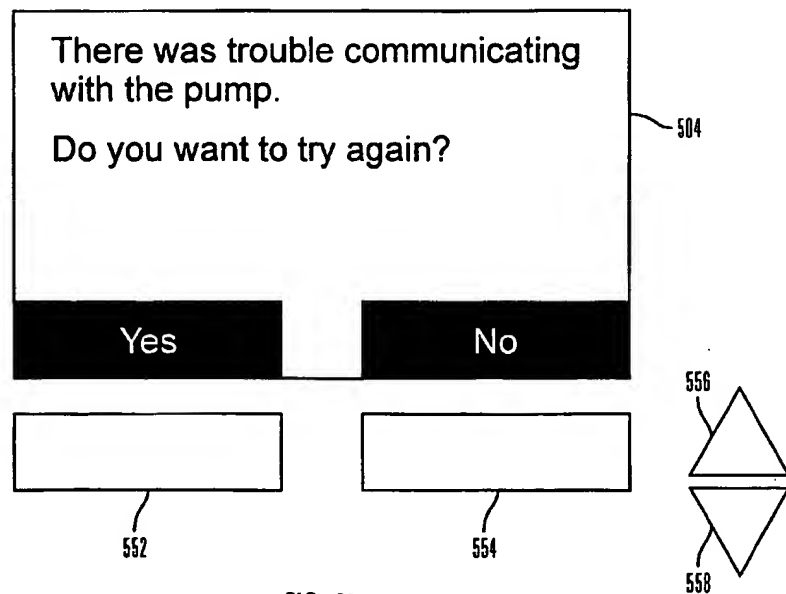 There was trouble communicating
with the pump.
Do you want to try again?
504
Yes No
556
552 554
558